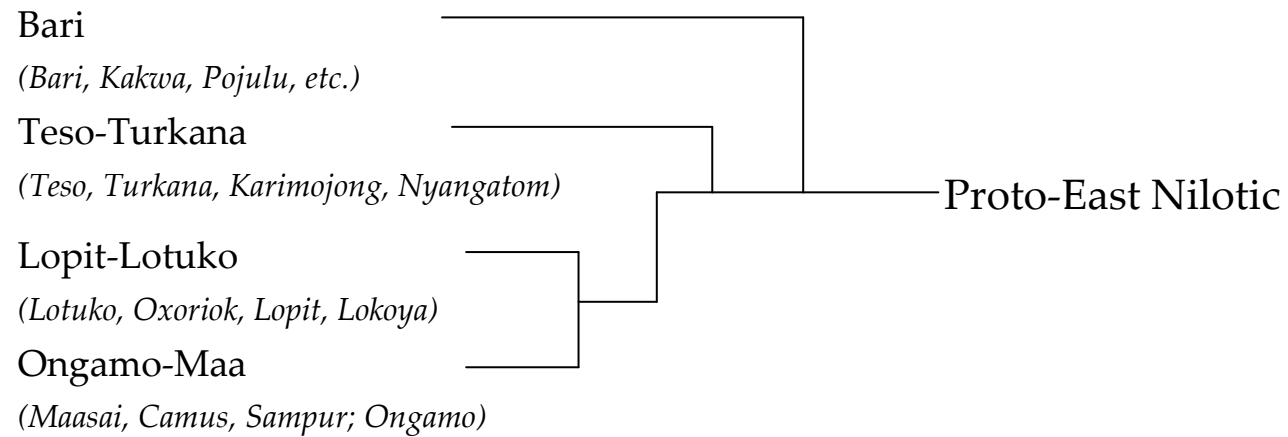 Bari
(Bari, Kakwa, Pojulu, etc.)
Teso-Turkana
(Teso, Turkana, Karimojong, Nyangatom)
Proto-East Nilotic
Lopit-Lotuko
(Lotuko, Oxoriok, Lopit, Lokoya)
Ongamo-Maa
(Maasai, Camus, Sampur; Ongamo)